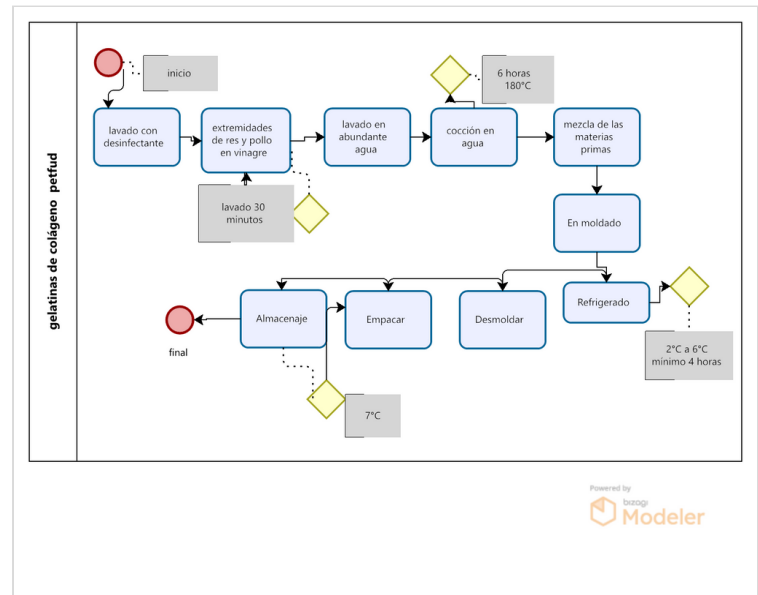 gelatinas de colágeno petfud
inicio
lavado con
desinfectante
extremidades
de res y pollo
en vinagre
lavado 30
minutos
lavado en
abundante
agua
6 horas
180°C
cocción en
agua
mezcla de las
materias
primas
En moldado
Refrigerado
2°C a 6°C
minimo 4 horas
Desmoldar
Empacar
Almacenaje
7°C
final
Powered by
bizagi
Modeler